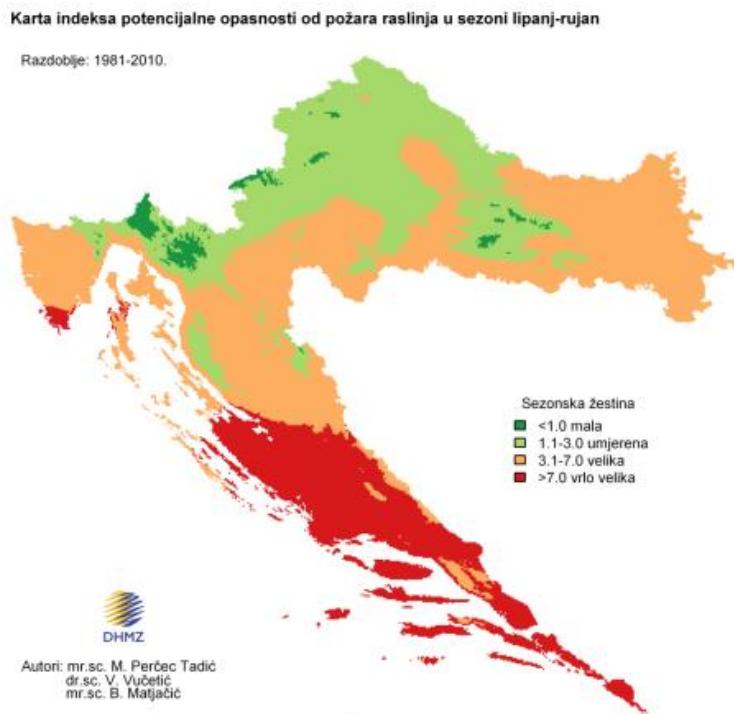 Karta indeksa potencijalne opasnosti od požara raslinja u sezoni lipanj-rujan
Razdoblje: 1981-2010.
Sezonska žestina
<1.0 mala
1.1-3.0 umjerena
3.1-7.0 velika
>7.0 vrlo velika
DHMZ
Autori: mr.sc. M. Perčec Tadić
dr.sc. V. Vučetić
mr.sc. B. Matjačić